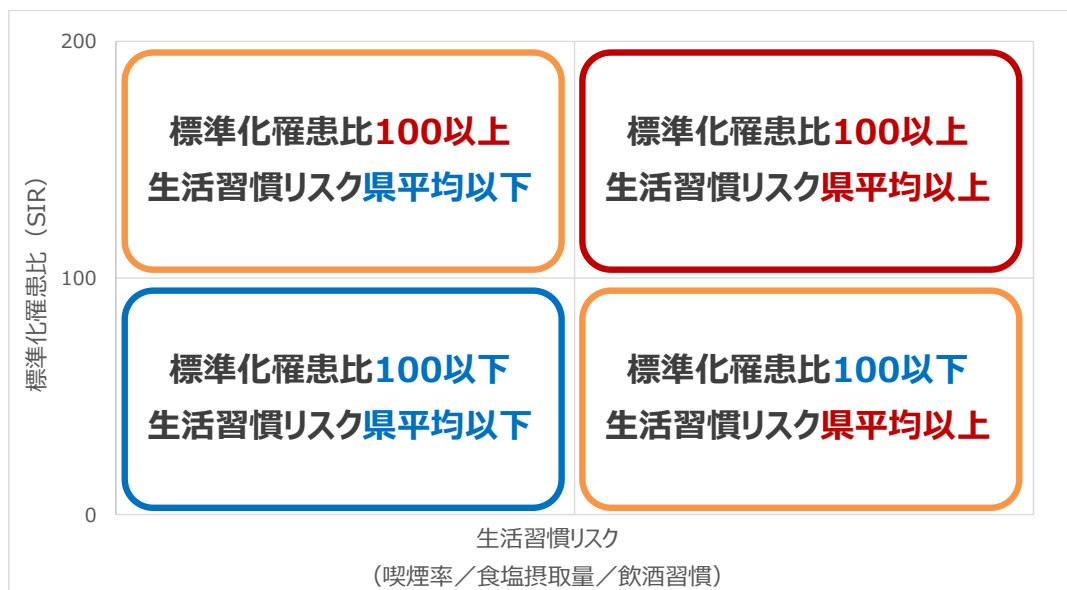 200
標準化罹患比100以上
生活習慣リスク県平均以下
標準化罹患比100以上
生活習慣リスク県平均以上
標準化罹患比（SIR）
100
標準化罹患比100以下
生活習慣リスク県平均以下
標準化罹患比100以下
生活習慣リスク県平均以上
0
生活習慣リスク
（喫煙率／食塩摂取量／飲酒習慣）